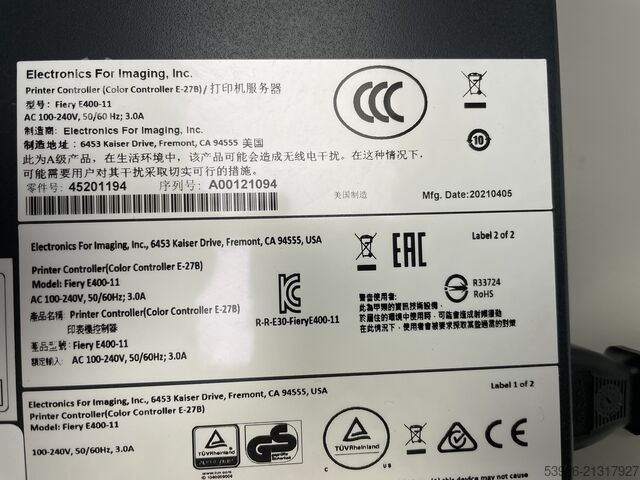 Electronics For Imaging, Inc.
Printer Controller (Color Controller E-27B) / 打印机服务器
型号: Fiery E400-11
AC 100-240V, 50/60 Hz; 3.0A
制造商: Electronics For Imaging, Inc.
制造地址: 6453 Kaiser Drive, Fremont, CA 94555 美国
此为A级产品, 在生活环境中, 该产品可能会造成无线电干扰。在这种情况下,
可能需要用户对其干扰采取切实可行的措施。
零件号: 45201194 序列号: A00121094
美国制造 Mfg. Date:20210405
CCC
10
Electronics For Imaging, Inc., 6453 Kaiser Drive, Fremont, CA 94555, USA
Label 2 of 2
Printer Controller(Color Controller E-27B)
Model: Fiery E400-11
AC 100-240V, 50/60Hz; 3.0A
產品名稱: Printer Controller (Color Controller E-27B)
印表機控制器
產品型號: Fiery E400-11
額定輸入: AC 100-240V, 50/60Hz; 3.0A
R-R-E30-FieryE400-11
EAC
R33724
RoHS
警告使用者:
此為甲類的資訊技術設備,
於居住的環境中使用時, 可能會造成射頻擾動
在此情況下, 使用者會被要求採取某些適當的對策
Electronics For Imaging, Inc., 6453 Kaiser Drive, Fremont, CA 94555, USA
Label 1 of 2
Printer Controller(Color Controller E-27B)
Model: Fiery E400-11
100-240V, 50/60Hz, 3.0A
TÜVRheinland
GS
TÜVRheinland
C US
CE
this device may not cause